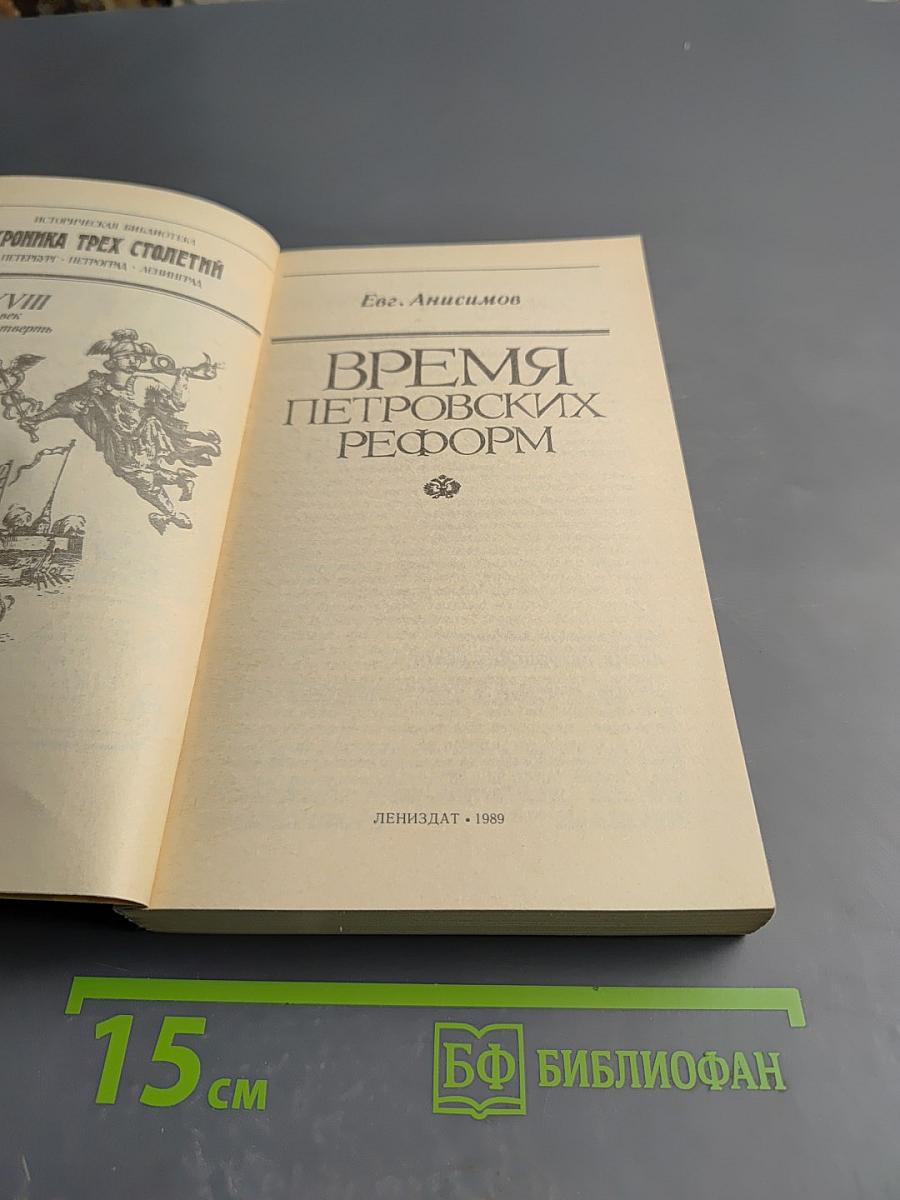 ИСТОРИЧЕСКАЯ БИБЛИОТЕКА
ХРОНИКА ТРЕХ СТОЛЕТИЙ
ПЕТЕРБУРГ · ПЕТРОГРАД · ЛЕНИНГРАД
XVIII
век
четверть
Евг. Анисимов
ВРЕМЯ
ПЕТРОВСКИХ
РЕФОРМ
ЛЕНИЗДАТ • 1989
15 см
БФ БИБЛИОФАН